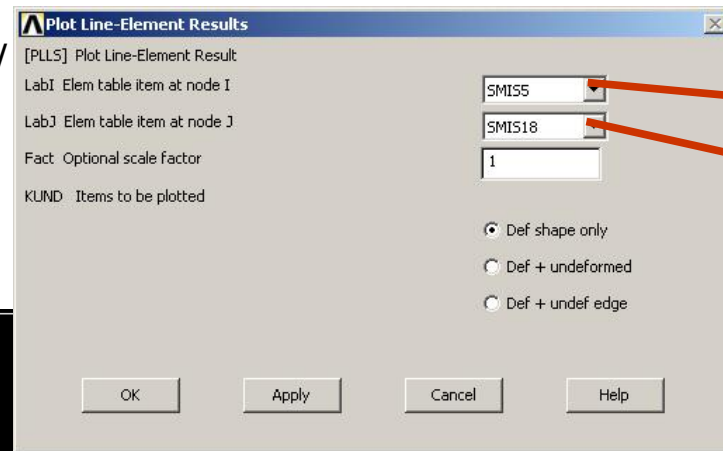 Plot Line-Element Results
[PLLS] Plot Line-Element Result
LabI Elem table item at node I
SMIS5
LabJ Elem table item at node J
SMIS18
Fact Optional scale factor
1
KUND Items to be plotted
Def shape only
Def + undeformed
Def + undef edge
OK Apply Cancel Help